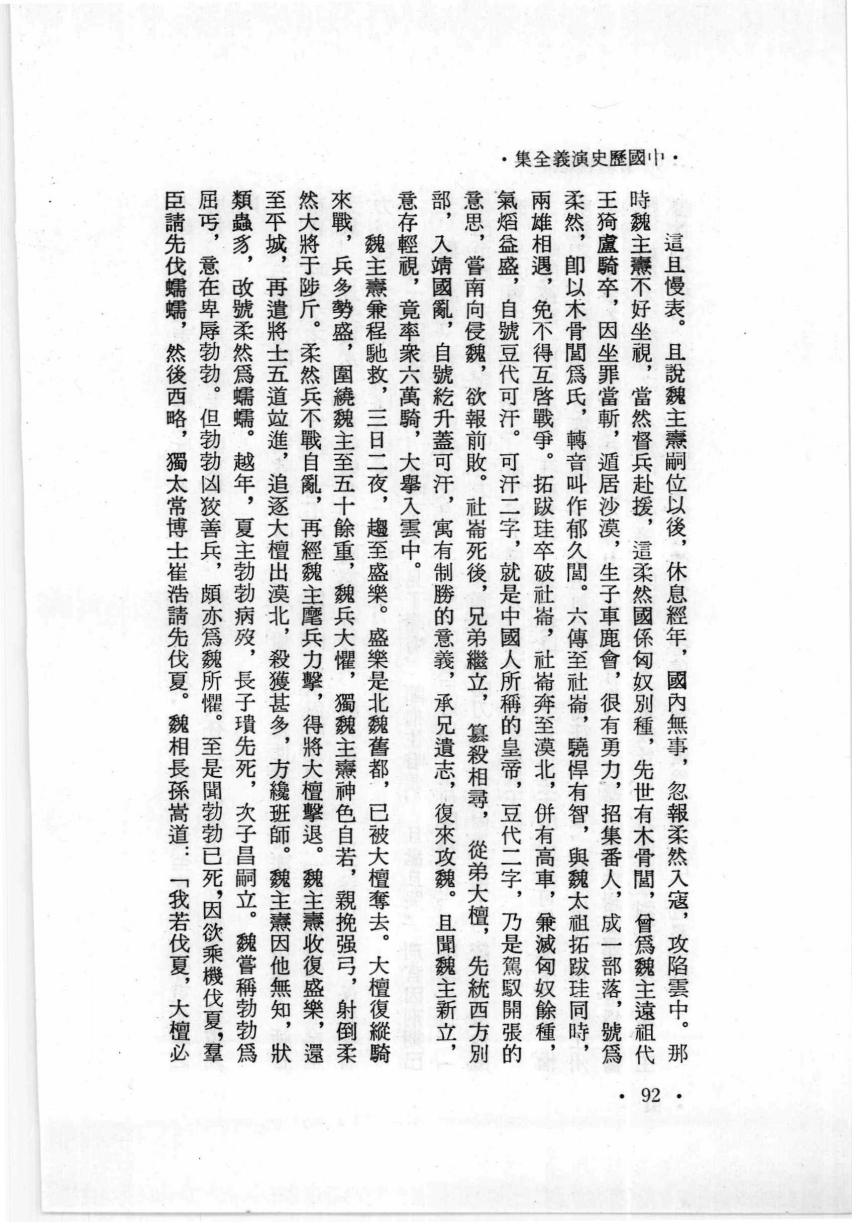 ·中國歷史演義全集·
這且慢表。且說魏主燾嗣位以後，休息經年，國內無事，忽報柔然入寇，攻陷雲中。那
時魏主燾不好坐視，當然督兵赴援，這柔然國係匈奴別種，先世有木骨閭，曾爲魏主遠祖代
王猗盧騎卒，因坐罪當斬，遁居沙漠，生子車鹿會，很有勇力，招集番人，成一部落，號爲
柔然，卽以木骨閭爲氏，轉音叫作郁久閭。六傳至社崙，驍悍有智，與魏太祖拓跋珪同時，
兩雄相遇，免不得互啓戰爭。拓跋珪卒破社崙，社崙奔至漠北，併有高車，兼滅匈奴餘種，
氣熖益盛，自號豆代可汗。可汗二字，就是中國人所稱的皇帝，豆代二字，乃是駕馭開張的
意思，嘗南向侵魏，欲報前敗。社崙死後，兄弟繼立，簒殺相尋，從弟大檀，先統西方別
部，入靖國亂，自號紇升蓋可汗，寓有制勝的意義，承兄遺志，復來攻魏。且聞魏主新立，
意存輕視，竟率衆六萬騎，大擧入雲中。
魏主燾兼程馳救，三日二夜，趨至盛樂。盛樂是北魏舊都，已被大檀奪去。大檀復縱騎
來戰，兵多勢盛，圍繞魏主至五十餘重，魏兵大懼，獨魏主燾神色自若，親挽强弓，射倒柔
然大將于陟斤。柔然兵不戰自亂，再經魏主麾兵力擊，得將大檀擊退。魏主燾收復盛樂，還
至平城，再遣將士五道竝進，追逐大檀出漠北，殺獲甚多，方纔班師。魏主燾因他無知，狀
類蟲豸，改號柔然爲蠕蠕。越年，夏主勃勃病歿，長子璝先死，次子昌嗣立。魏嘗稱勃勃爲
屈丐，意在卑辱勃勃。但勃勃凶狡善兵，頗亦爲魏所懼。至是聞勃勃已死，因欲乘機伐夏，羣
臣請先伐蠕蠕，然後西略，獨太常博士崔浩請先伐夏。魏相長孫嵩道：「我若伐夏，大檀必
·92·